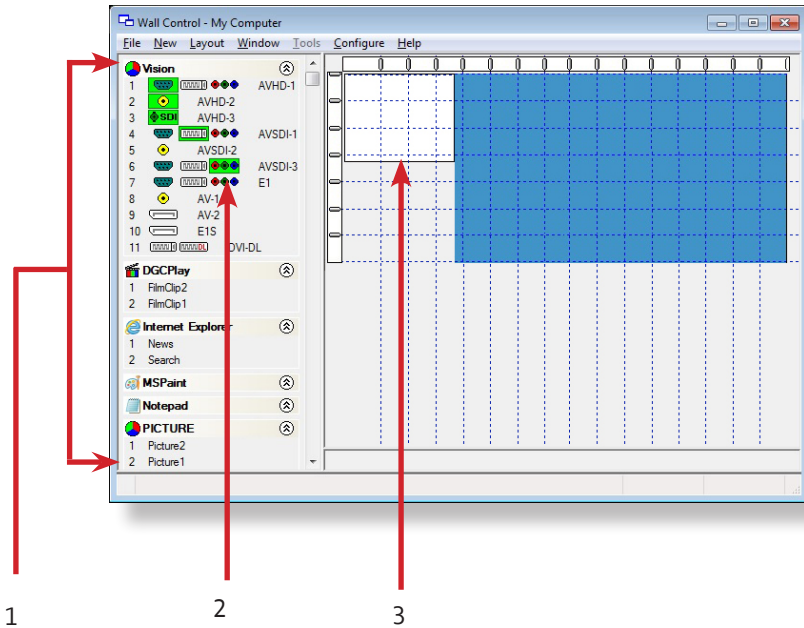 Wall Control - My Computer
File New Layout Window Tools Configure Help
Vision
1 AVHD-1
2 AVHD-2
3 SDI AVHD-3
4 AVSDI-1
5 AVSDI-2
6 AVSDI-3
7 E1
8 AV-1
9 AV-2
10 E1S
11 DL DVI-DL
DGCPlay
1 FilmClip2
2 FilmClip1
Internet Explorer
1 News
2 Search
MSPaint
Notepad
PICTURE
1 Picture2
2 Picture1
1 2 3